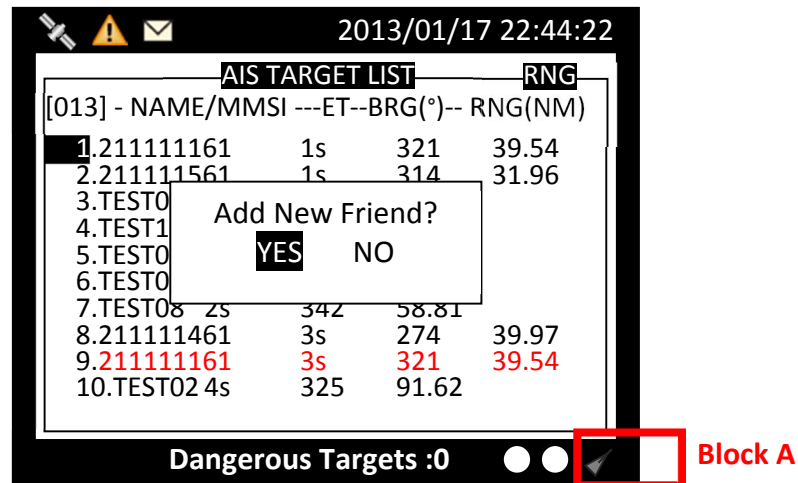 2013/01/17 22:44:22
AIS TARGET LIST RNG
[013] - NAME/MMSI ---ET--BRG(°)-- RNG(NM)
1.211111161 1s 321 39.54
2.211111561 1s 314 31.96
3.TEST0
4.TEST1
5.TEST0
6.TEST0
Add New Friend?
YES NO
7.TEST08 2s 342 58.81
8.211111461 3s 274 39.97
9.211111161 3s 321 39.54
10.TEST02 4s 325 91.62
Dangerous Targets :0
Block A